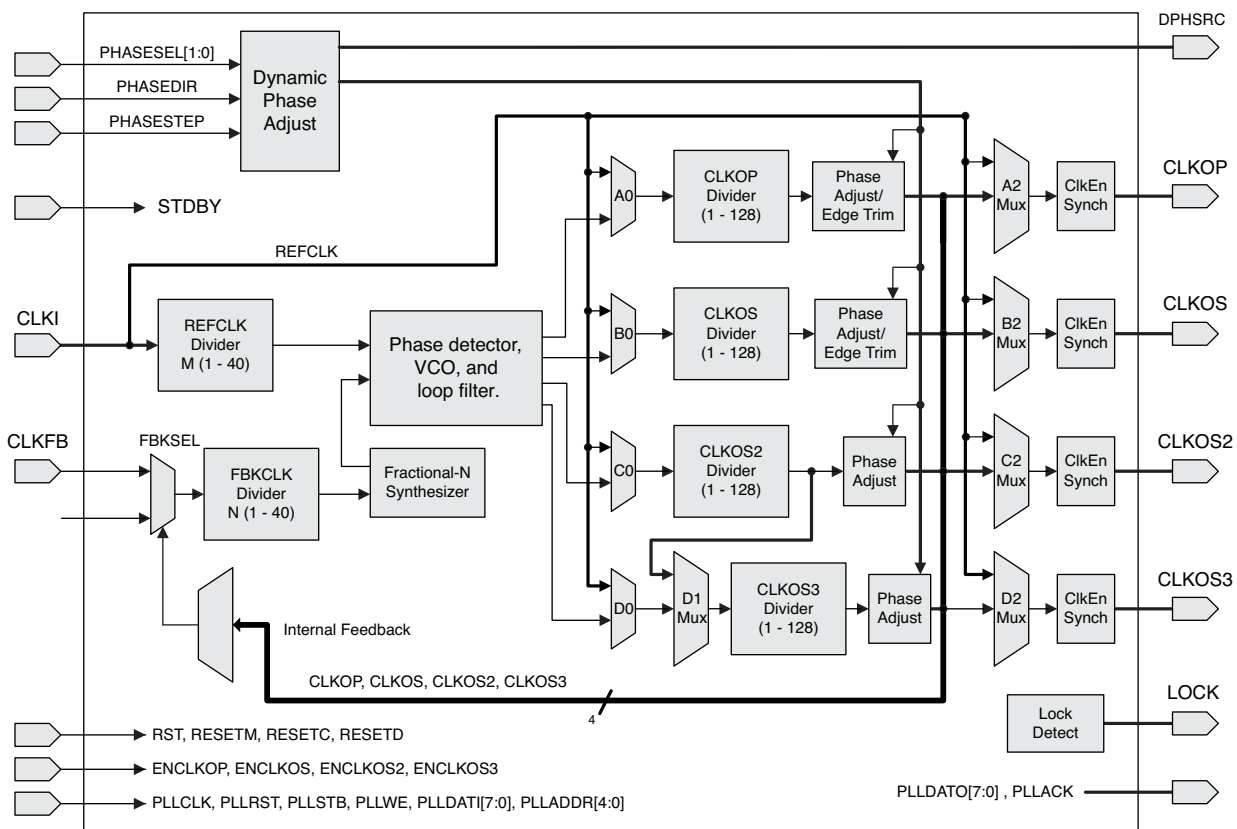 DPHSRC
PHASESEL[1:0]
PHASEDIR
PHASESTEP
Dynamic
Phase
Adjust
STDBY
REFCLK
A0
CLKOP
Divider
(1 - 128)
Phase
Adjust/
Edge Trim
A2
Mux
ClkEn
Synch
CLKOP
CLKI
REFCLK
Divider
M (1 - 40)
Phase detector,
VCO, and
loop filter.
B0
CLKOS
Divider
(1 - 128)
Phase
Adjust/
Edge Trim
B2
Mux
ClkEn
Synch
CLKOS
CLKFB
FBKSEL
FBKCLK
Divider
N (1 - 40)
Fractional-N
Synthesizer
C0
CLKOS2
Divider
(1 - 128)
Phase
Adjust
C2
Mux
ClkEn
Synch
CLKOS2
D0
D1
Mux
CLKOS3
Divider
(1 - 128)
Phase
Adjust
D2
Mux
ClkEn
Synch
CLKOS3
Internal Feedback
CLKOP, CLKOS, CLKOS2, CLKOS3
4
Lock
Detect
LOCK
RST, RESETM, RESETC, RESETD
ENCLKOP, ENCLKOS, ENCLKOS2, ENCLKOS3
PLLCLK, PLLRST, PLLSTB, PLLWE, PLLDATI[7:0], PLLADDR[4:0]
PLLDATO[7:0] , PLLACK